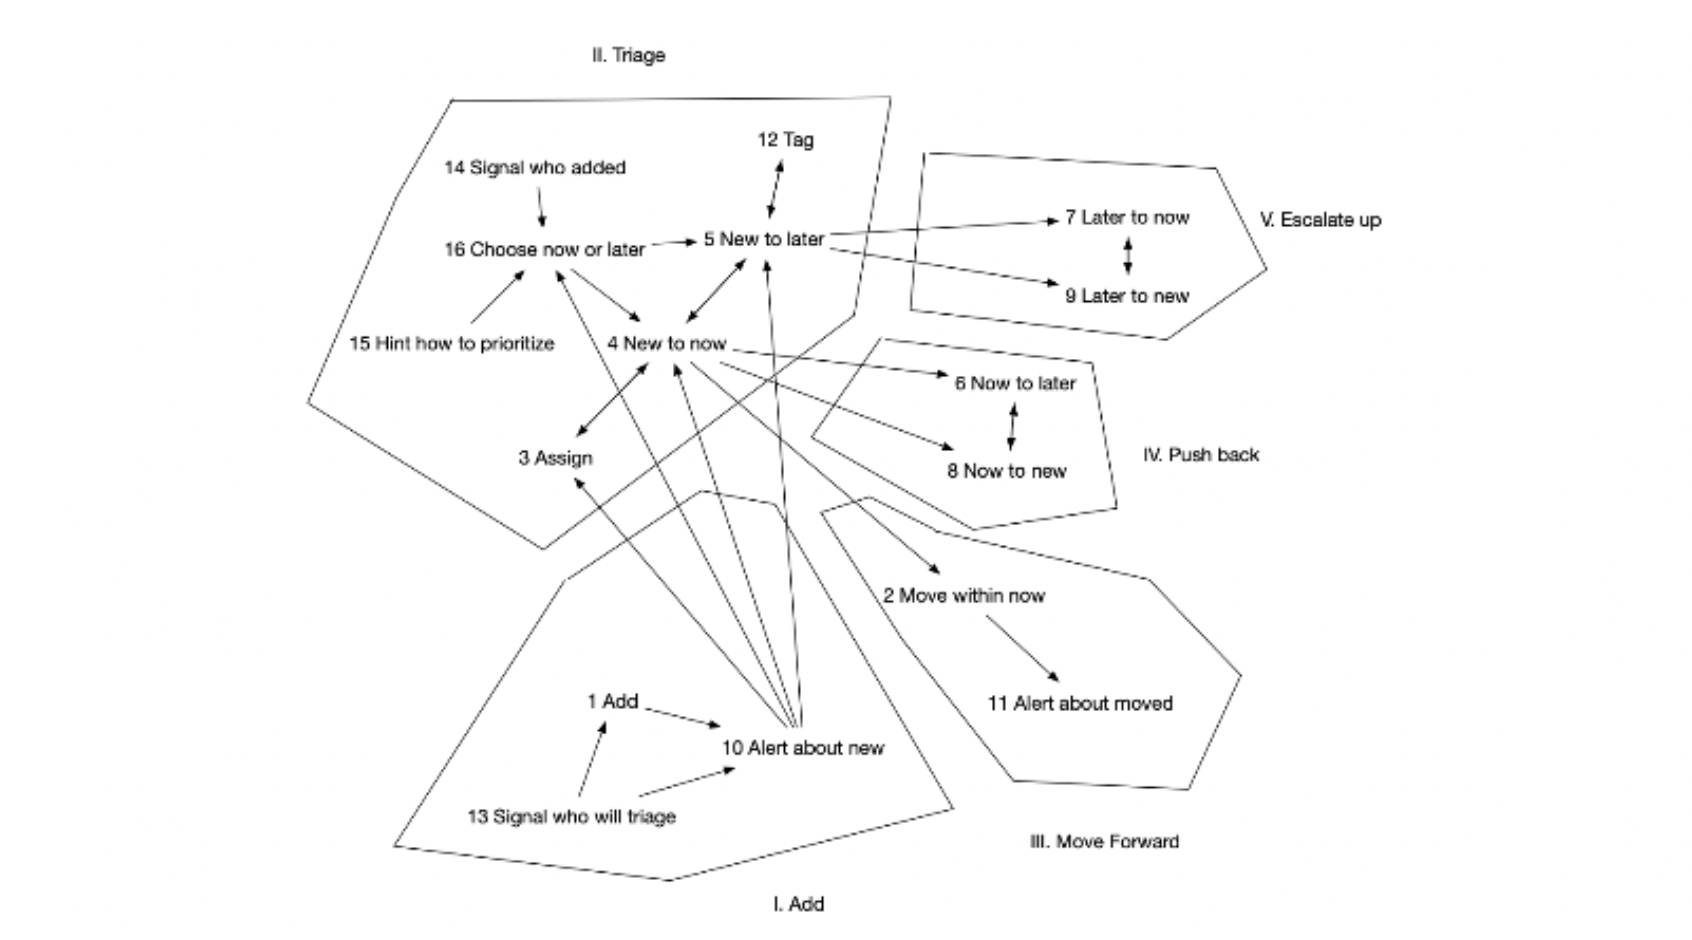 II. Triage
12 Tag
14 Signal who added
7 Later to now
V. Escalate up
5 New to later
16 Choose now or later
9 Later to new
15 Hint how to prioritize
4 New to now
6 Now to later
IV. Push back
3 Assign
8 Now to new
2 Move within now
1 Add
11 Alert about moved
10 Alert about new
13 Signal who will triage
III. Move Forward
I. Add